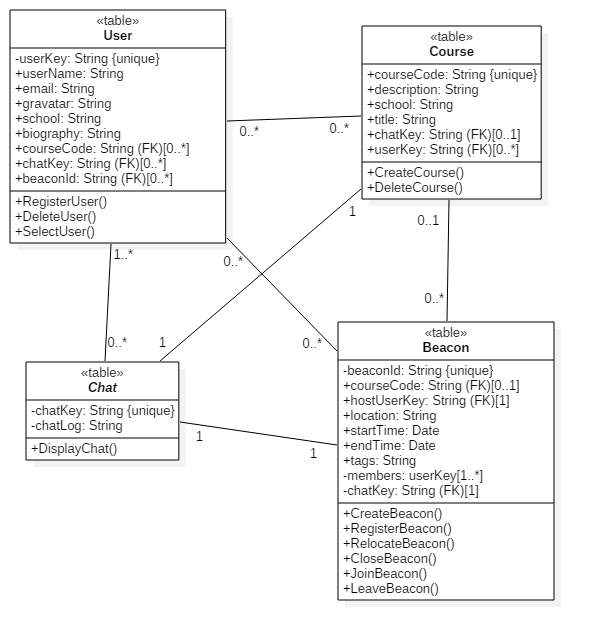 «table»
User
-userKey: String {unique}
+userName: String
+email: String
+gravatar: String
+school: String
+biography: String
+courseCode: String (FK)[0..*]
+chatKey: String (FK)[0..*]
+beaconId: String (FK)[0..*]
+RegisterUser()
+DeleteUser()
+SelectUser()
«table»
Course
+courseCode: String {unique}
+description: String
+school: String
+title: String
+chatKey: String (FK)[0..1]
+userKey: String (FK)[0..*]
+CreateCourse()
+DeleteCourse()
0..*
0..*
1
0..1
1..*
0..*
0..*
0..*
1
0..*
«table»
Chat
-chatKey: String {unique}
-chatLog: String
+DisplayChat()
1
1
«table»
Beacon
-beaconId: String {unique}
+courseCode: String (FK)[0..1]
+hostUserKey: String (FK)[1]
+location: String
+startTime: Date
+endTime: Date
+tags: String
-members: userKey[1..*]
-chatKey: String (FK)[1]
+CreateBeacon()
+RegisterBeacon()
+RelocateBeacon()
+CloseBeacon()
+JoinBeacon()
+LeaveBeacon()